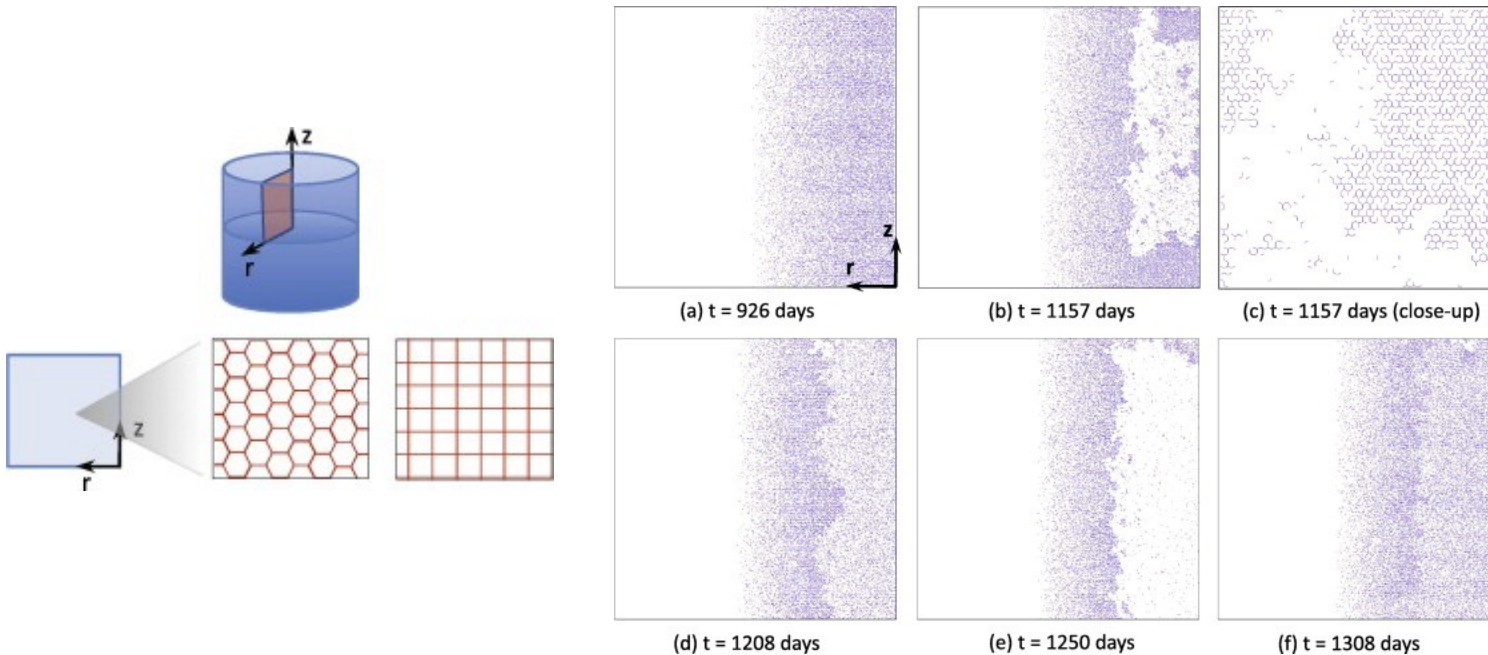 z
r
z
r
z
r
(a) t = 926 days
(b) t = 1157 days
(c) t = 1157 days (close-up)
(d) t = 1208 days
(e) t = 1250 days
(f) t = 1308 days